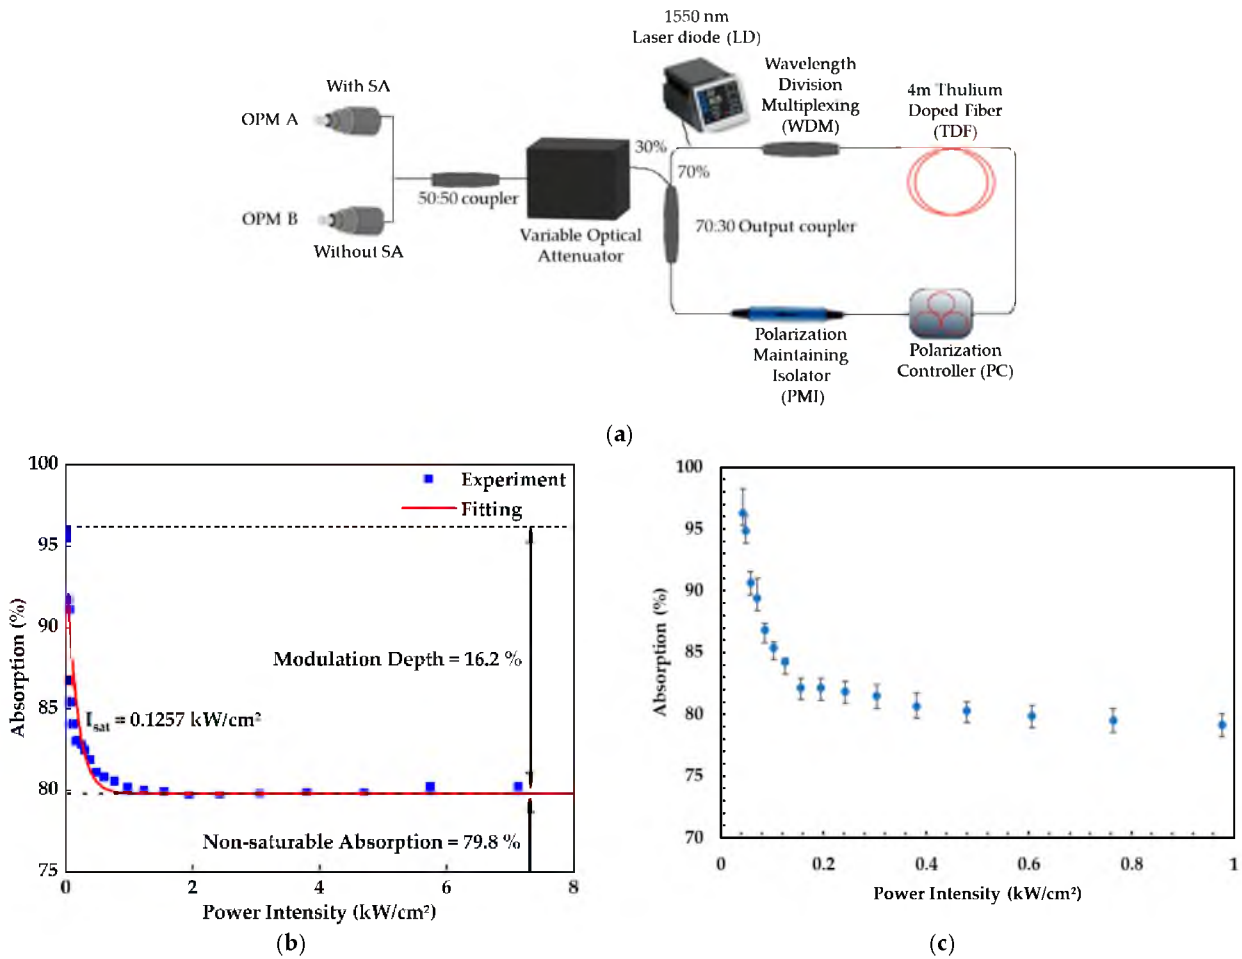 1550 nm
Laser diode (LD)
Wavelength
Division
Multiplexing
(WDM)
4m Thulium
Doped Fiber
(TDF)
With SA
OPM A
30%
70%
50:50 coupler
OPM B
Without SA
Variable Optical
Attenuator
70:30 Output coupler
Polarization
Maintaining
Isolator
(PMI)
Polarization
Controller (PC)
(a)
100
95
90
85
80
75
Absorption (%)
Experiment
Fitting
Modulation Depth = 16.2 %
Isat = 0.1257 kW/cm²
Non-saturable Absorption = 79.8 %
0 2 4 6 8
Power Intensity (kW/cm²)
(b)
100
95
90
85
80
75
70
Absorption (%)
0 0.2 0.4 0.6 0.8 1
Power Intensity (kW/cm²)
(c)